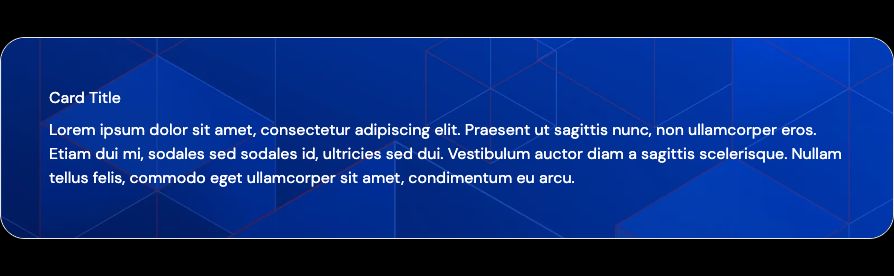 Card Title
Lorem ipsum dolor sit amet, consectetur adipiscing elit. Praesent ut sagittis nunc, non ullamcorper eros.
Etiam dui mi, sodales sed sodales id, ultricies sed dui. Vestibulum auctor diam a sagittis scelerisque. Nullam
tellus felis, commodo eget ullamcorper sit amet, condimentum eu arcu.